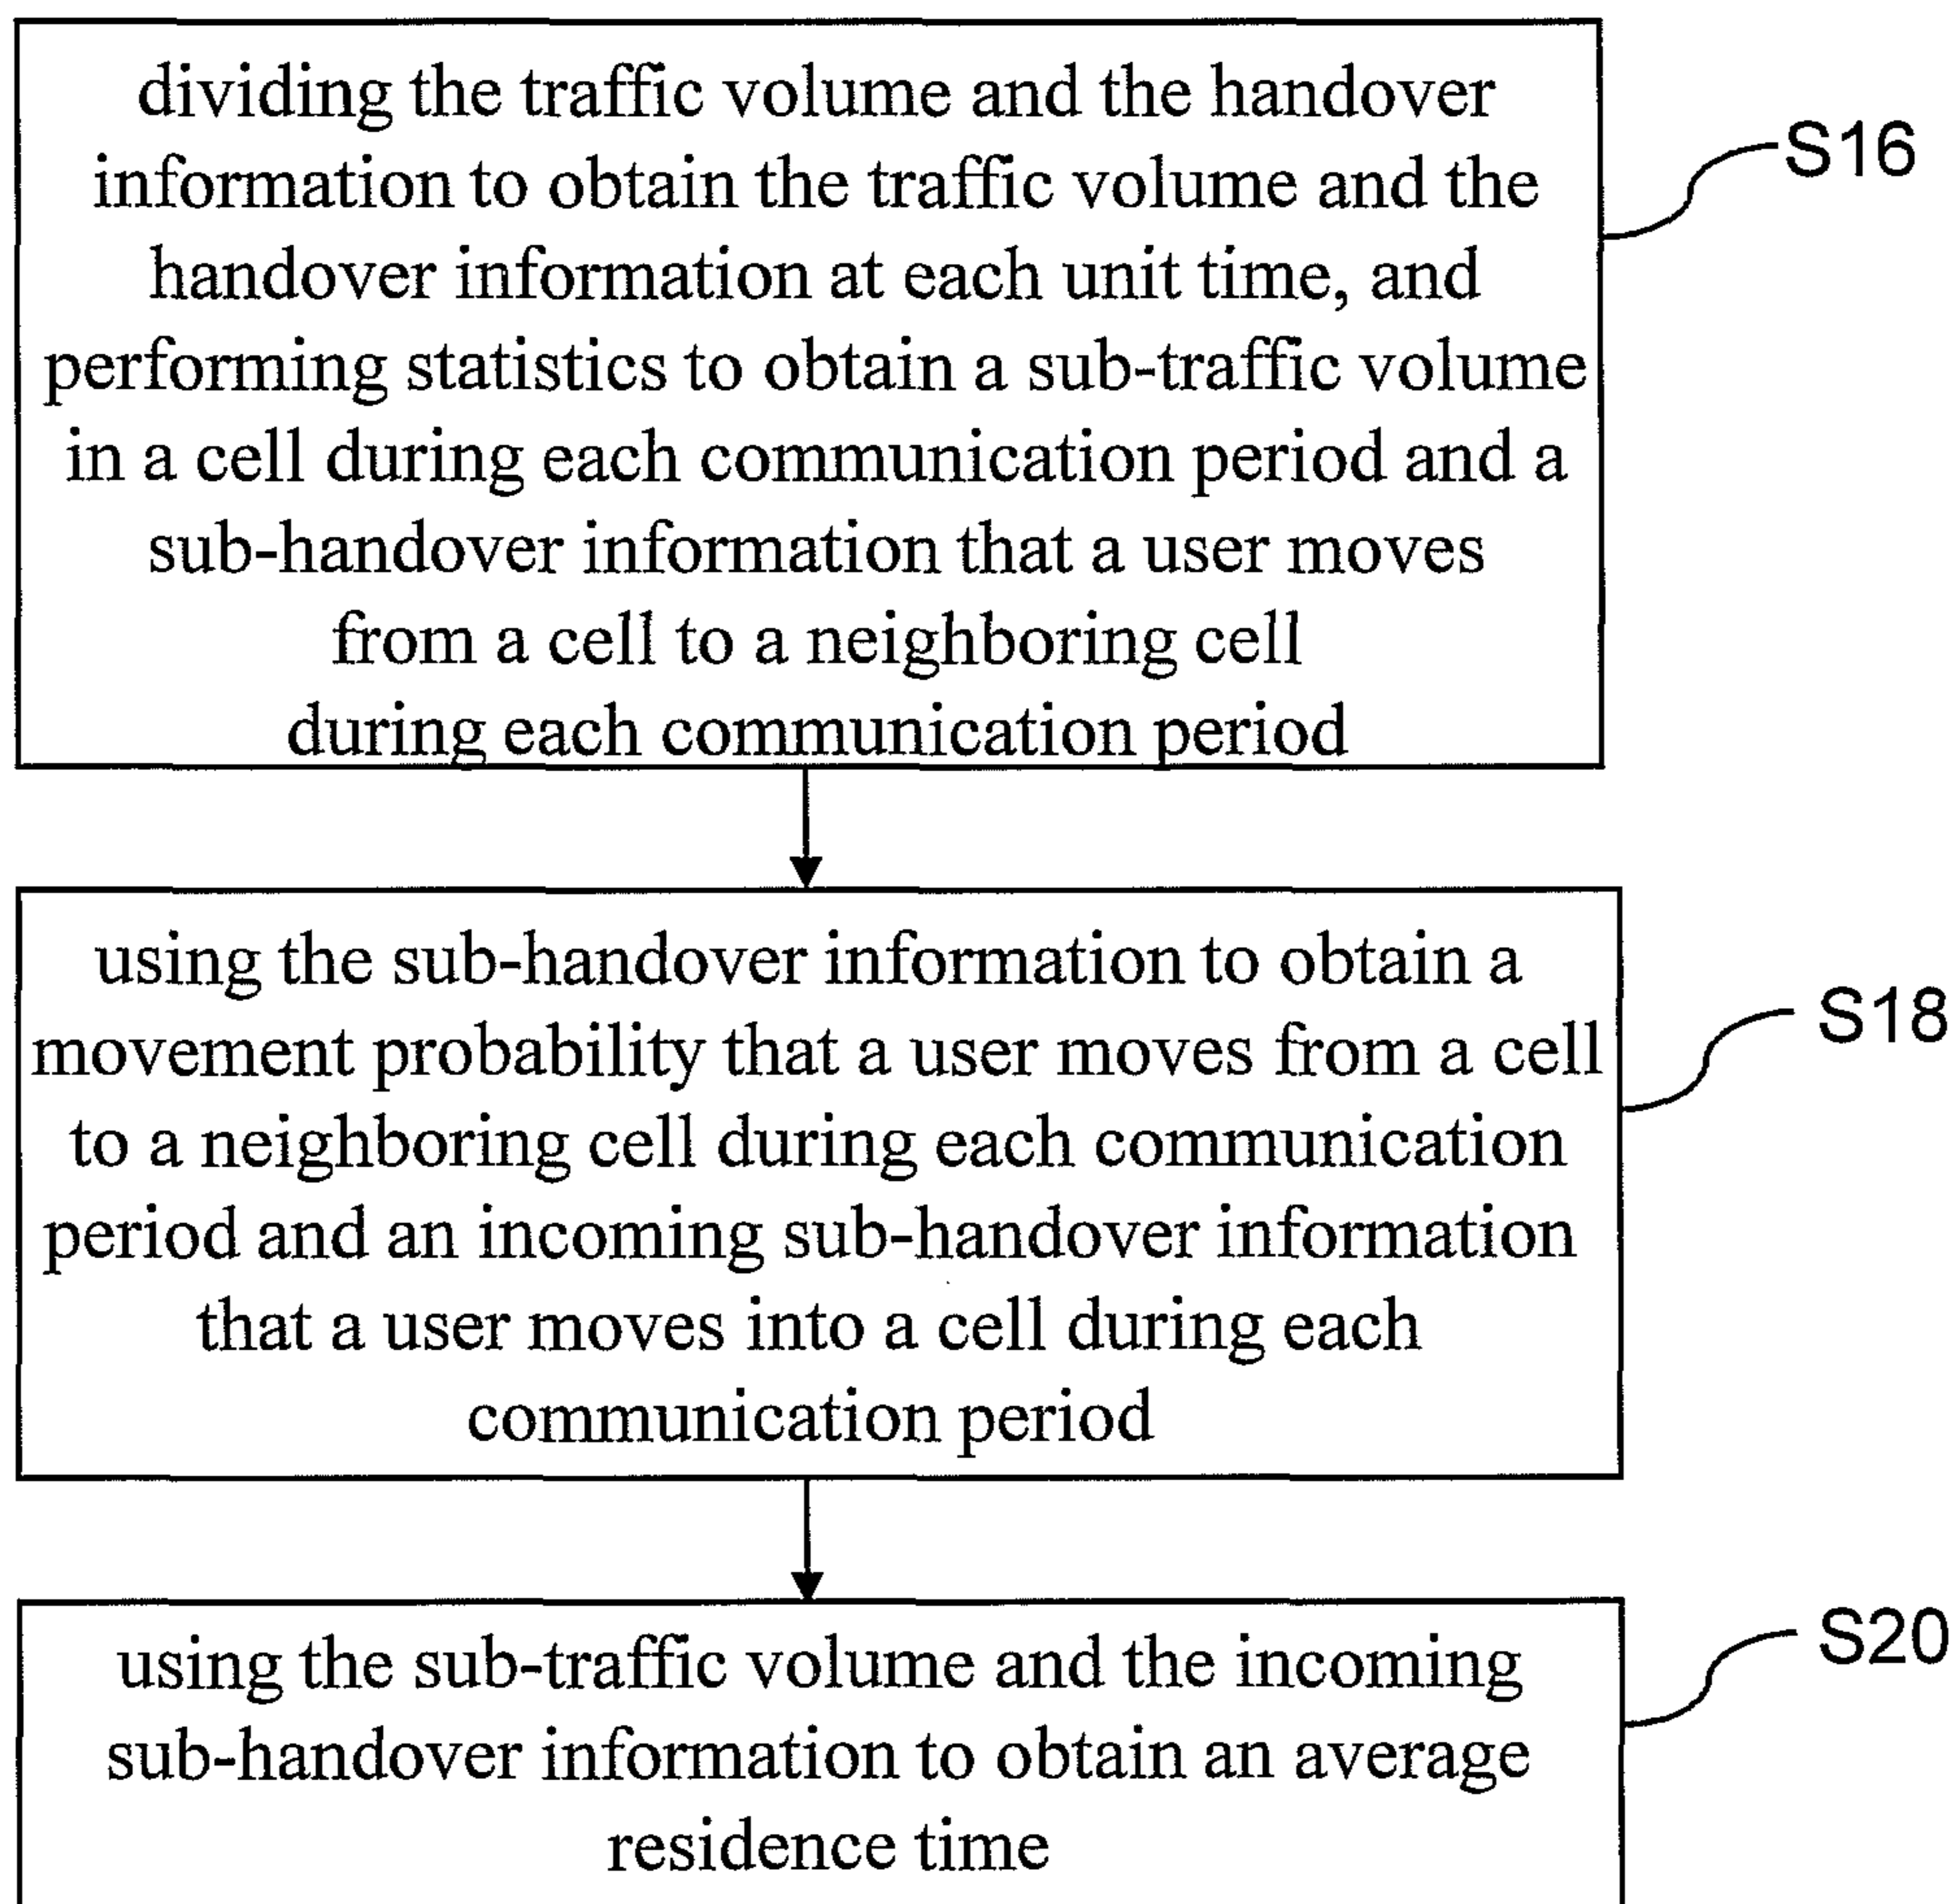 dividing the traffic volume and the handover
information to obtain the traffic volume and the
handover information at each unit time, and
performing statistics to obtain a sub-traffic volume
in a cell during each communication period and a
sub-handover information that a user moves
from a cell to a neighboring cell
during each communication period
S16
using the sub-handover information to obtain a
movement probability that a user moves from a cell
to a neighboring cell during each communication
period and an incoming sub-handover information
that a user moves into a cell during each
communication period
S18
using the sub-traffic volume and the incoming
sub-handover information to obtain an average
residence time
S20